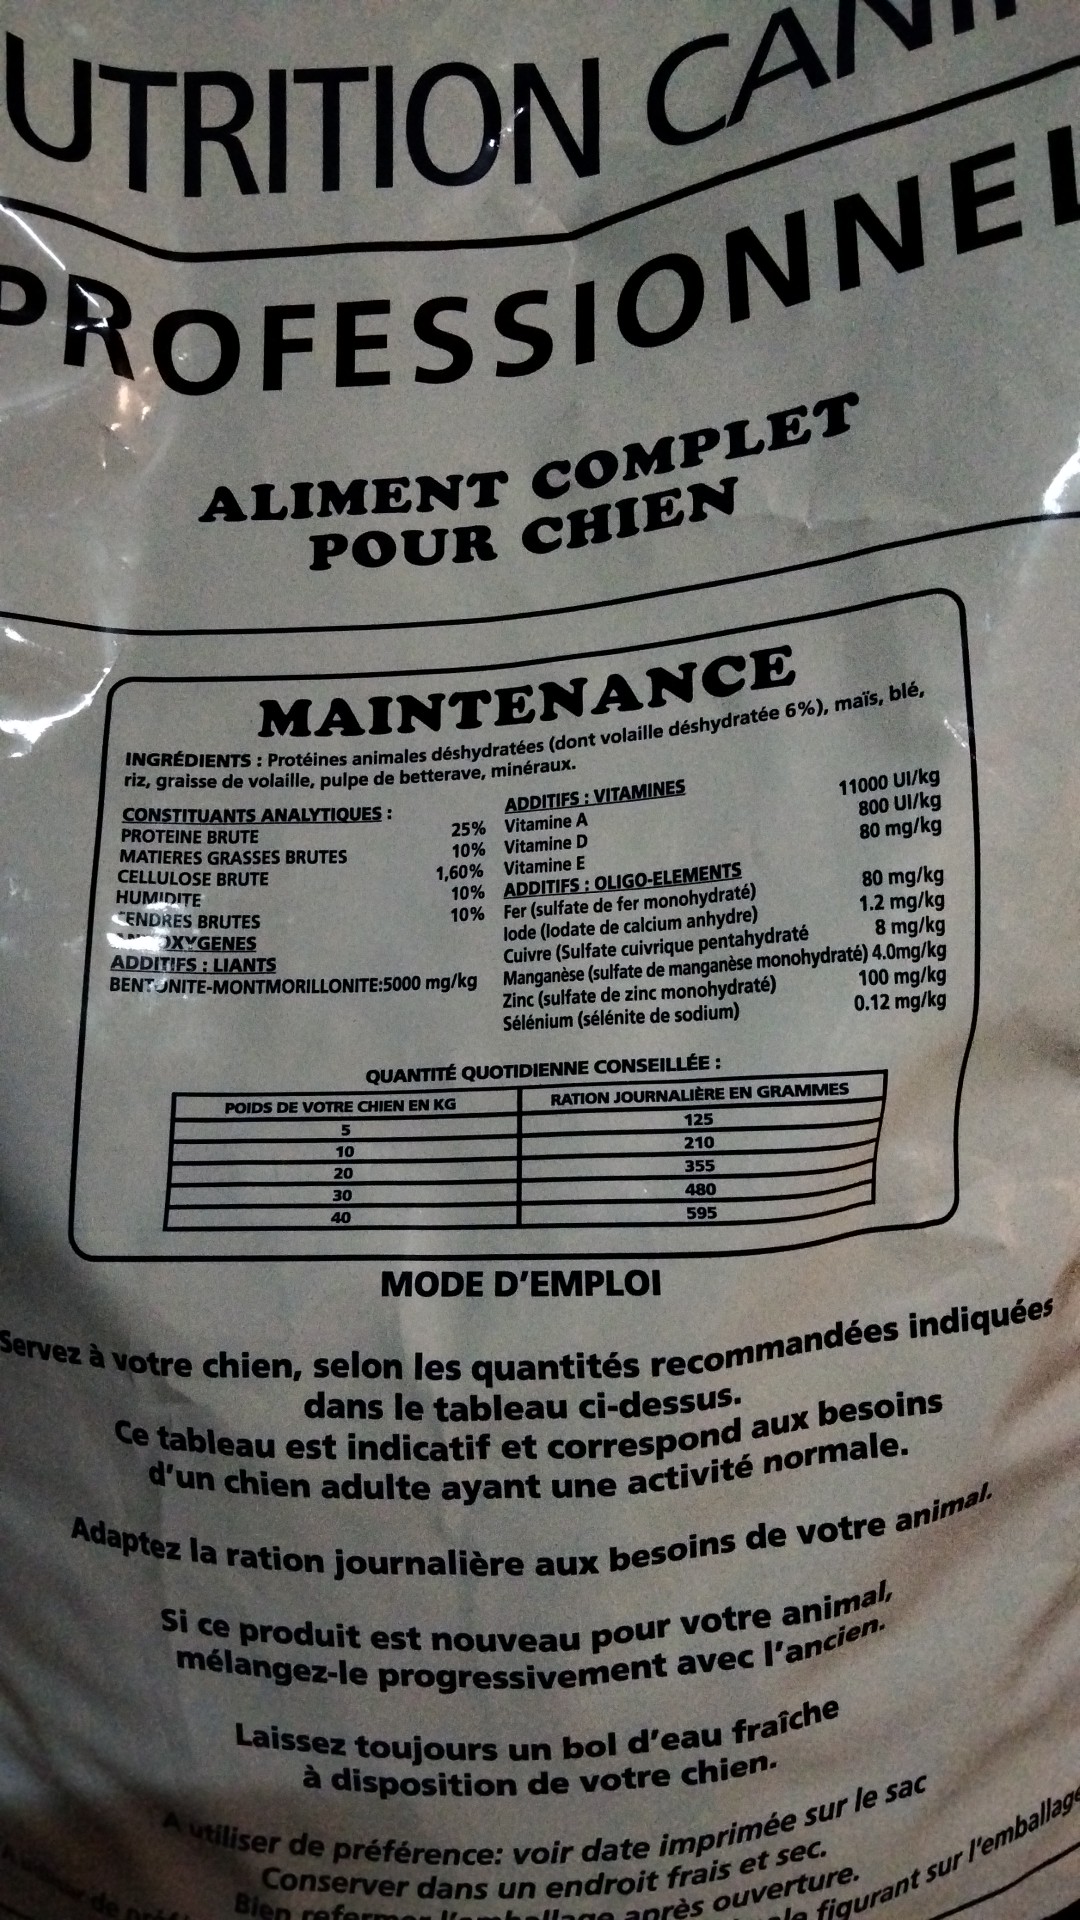 UTRITION CANI
PROFESSIONNEL
ALIMENT COMPLET
POUR CHIEN
MAINTENANCE
INGRÉDIENTS : Protéines animales déshydratées (dont volaille déshydratée 6%), maïs, blé,
riz, graisse de volaille, pulpe de betterave, minéraux.
CONSTITUANTS ANALYTIQUES :
PROTEINE BRUTE 25%
MATIERES GRASSES BRUTES 10%
CELLULOSE BRUTE 1,60%
HUMIDITE 10%
CENDRES BRUTES 10%
OXYGENES
ADDITIFS : LIANTS
BENTONITE-MONTMORILLONITE:5000 mg/kg
ADDITIFS : VITAMINES
Vitamine A 11000 UI/kg
Vitamine D 800 UI/kg
Vitamine E 80 mg/kg
ADDITIFS : OLIGO-ELEMENTS
Fer (sulfate de fer monohydraté) 80 mg/kg
Iode (Iodate de calcium anhydre) 1.2 mg/kg
Cuivre (Sulfate cuivrique pentahydraté 8 mg/kg
Manganèse (sulfate de manganèse monohydraté) 4.0mg/kg
Zinc (sulfate de zinc monohydraté) 100 mg/kg
Sélénium (sélénite de sodium) 0.12 mg/kg
QUANTITÉ QUOTIDIENNE CONSEILLÉE :
POIDS DE VOTRE CHIEN EN KG RATION JOURNALIÈRE EN GRAMMES
5 125
10 210
20 355
30 480
40 595
MODE D'EMPLOI
Servez à votre chien, selon les quantités recommandées indiquées
dans le tableau ci-dessus.
Ce tableau est indicatif et correspond aux besoins
d'un chien adulte ayant une activité normale.
Adaptez la ration journalière aux besoins de votre animal.
Si ce produit est nouveau pour votre animal,
mélangez-le progressivement avec l'ancien.
Laissez toujours un bol d'eau fraîche
à disposition de votre chien.
A utiliser de préférence: voir date imprimée sur le sac
Conserver dans un endroit frais et sec.
Bien refermer l'emballage après ouverture.
figurant sur l'emballage